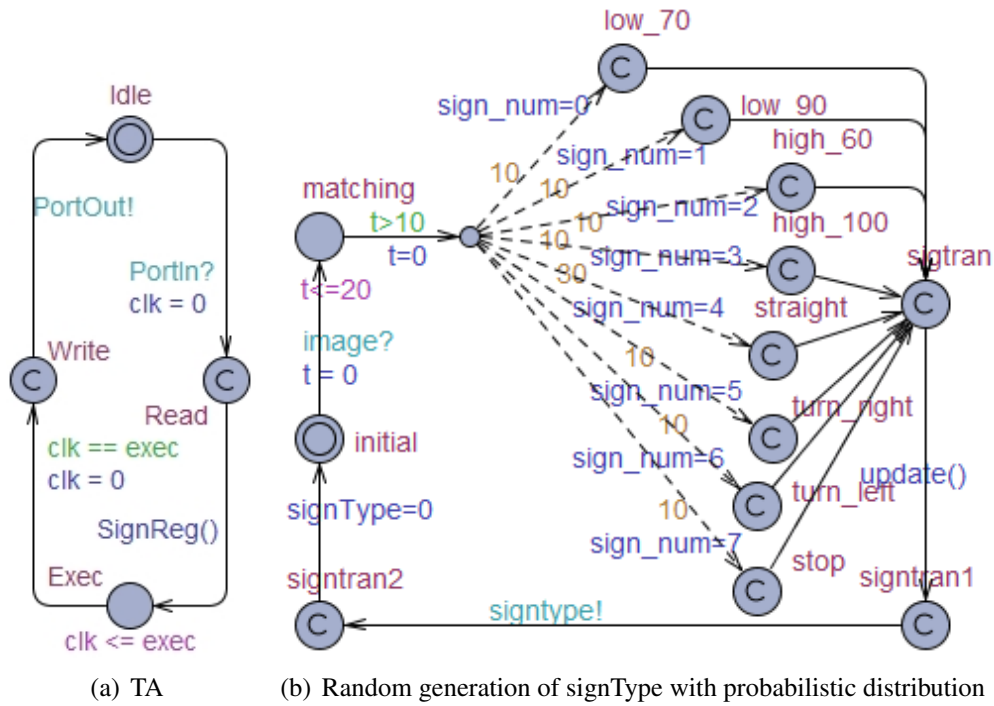 Idle
PortOut!
PortIn?
clk = 0
Write
C
C
Read
clk == exec
clk = 0
SignReg()
Exec
clk <= exec
(a) TA
low_70
C
sign_num=0
low_90
C
sign_num=1
high_60
C
10
10
matching
sign_num=2
10
t>10
t=0
high_100
10
sign_num=3
C
sigtran
C
30
t<=20
straight
sign_num=4
C
image?
t = 0
10
sign_num=5
turn_right
C
10
initial
sign_num=6
turn_left
C
update()
signType=0
10
sign_num=7
stop
C
signtran2
C
signtype!
signtran1
C
(b) Random generation of signType with probabilistic distribution